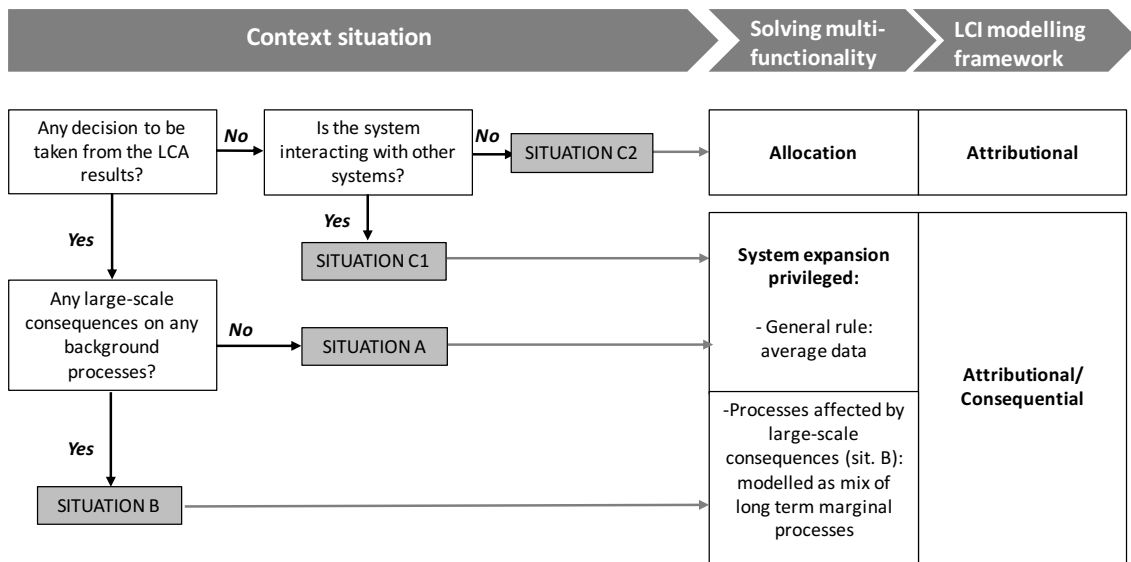 Context situation
Solving multi-
functionality
LCI modelling
framework
Any decision to be
taken from the LCA
results?
No
Is the system
interacting with other
systems?
No
SITUATION C2
Allocation
Attributional
Yes
Yes
SITUATION C1
System expansion
privileged:
- General rule:
average data
Any large-scale
consequences on any
background
processes?
No
SITUATION A
Attributional/
Consequential
Yes
SITUATION B
-Processes affected by
large-scale
consequences (sit. B):
modelled as mix of
long term marginal
processes